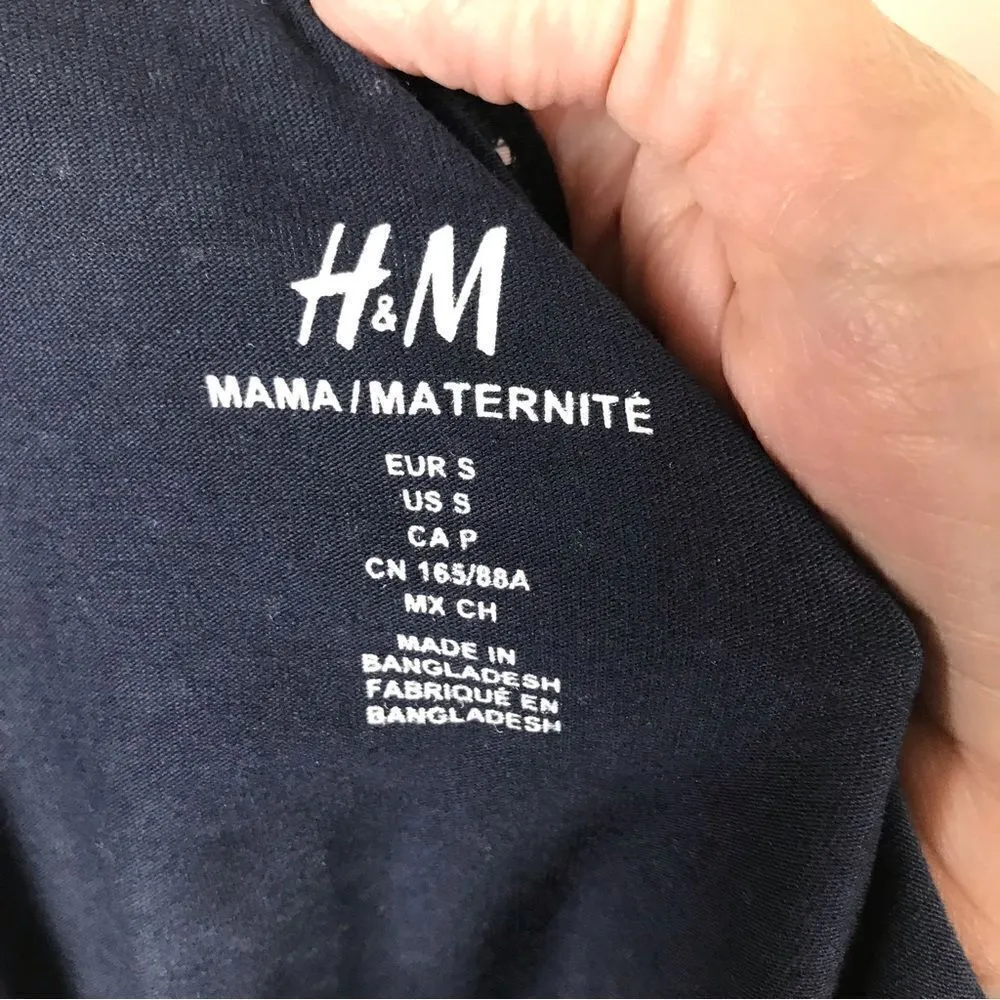 H&M
MAMA/MATERNITÉ
EUR S
US S
CA P
CN 165/88A
MX CH
MADE IN
BANGLADESH
FABRIQUÉ EN
BANGLADESH